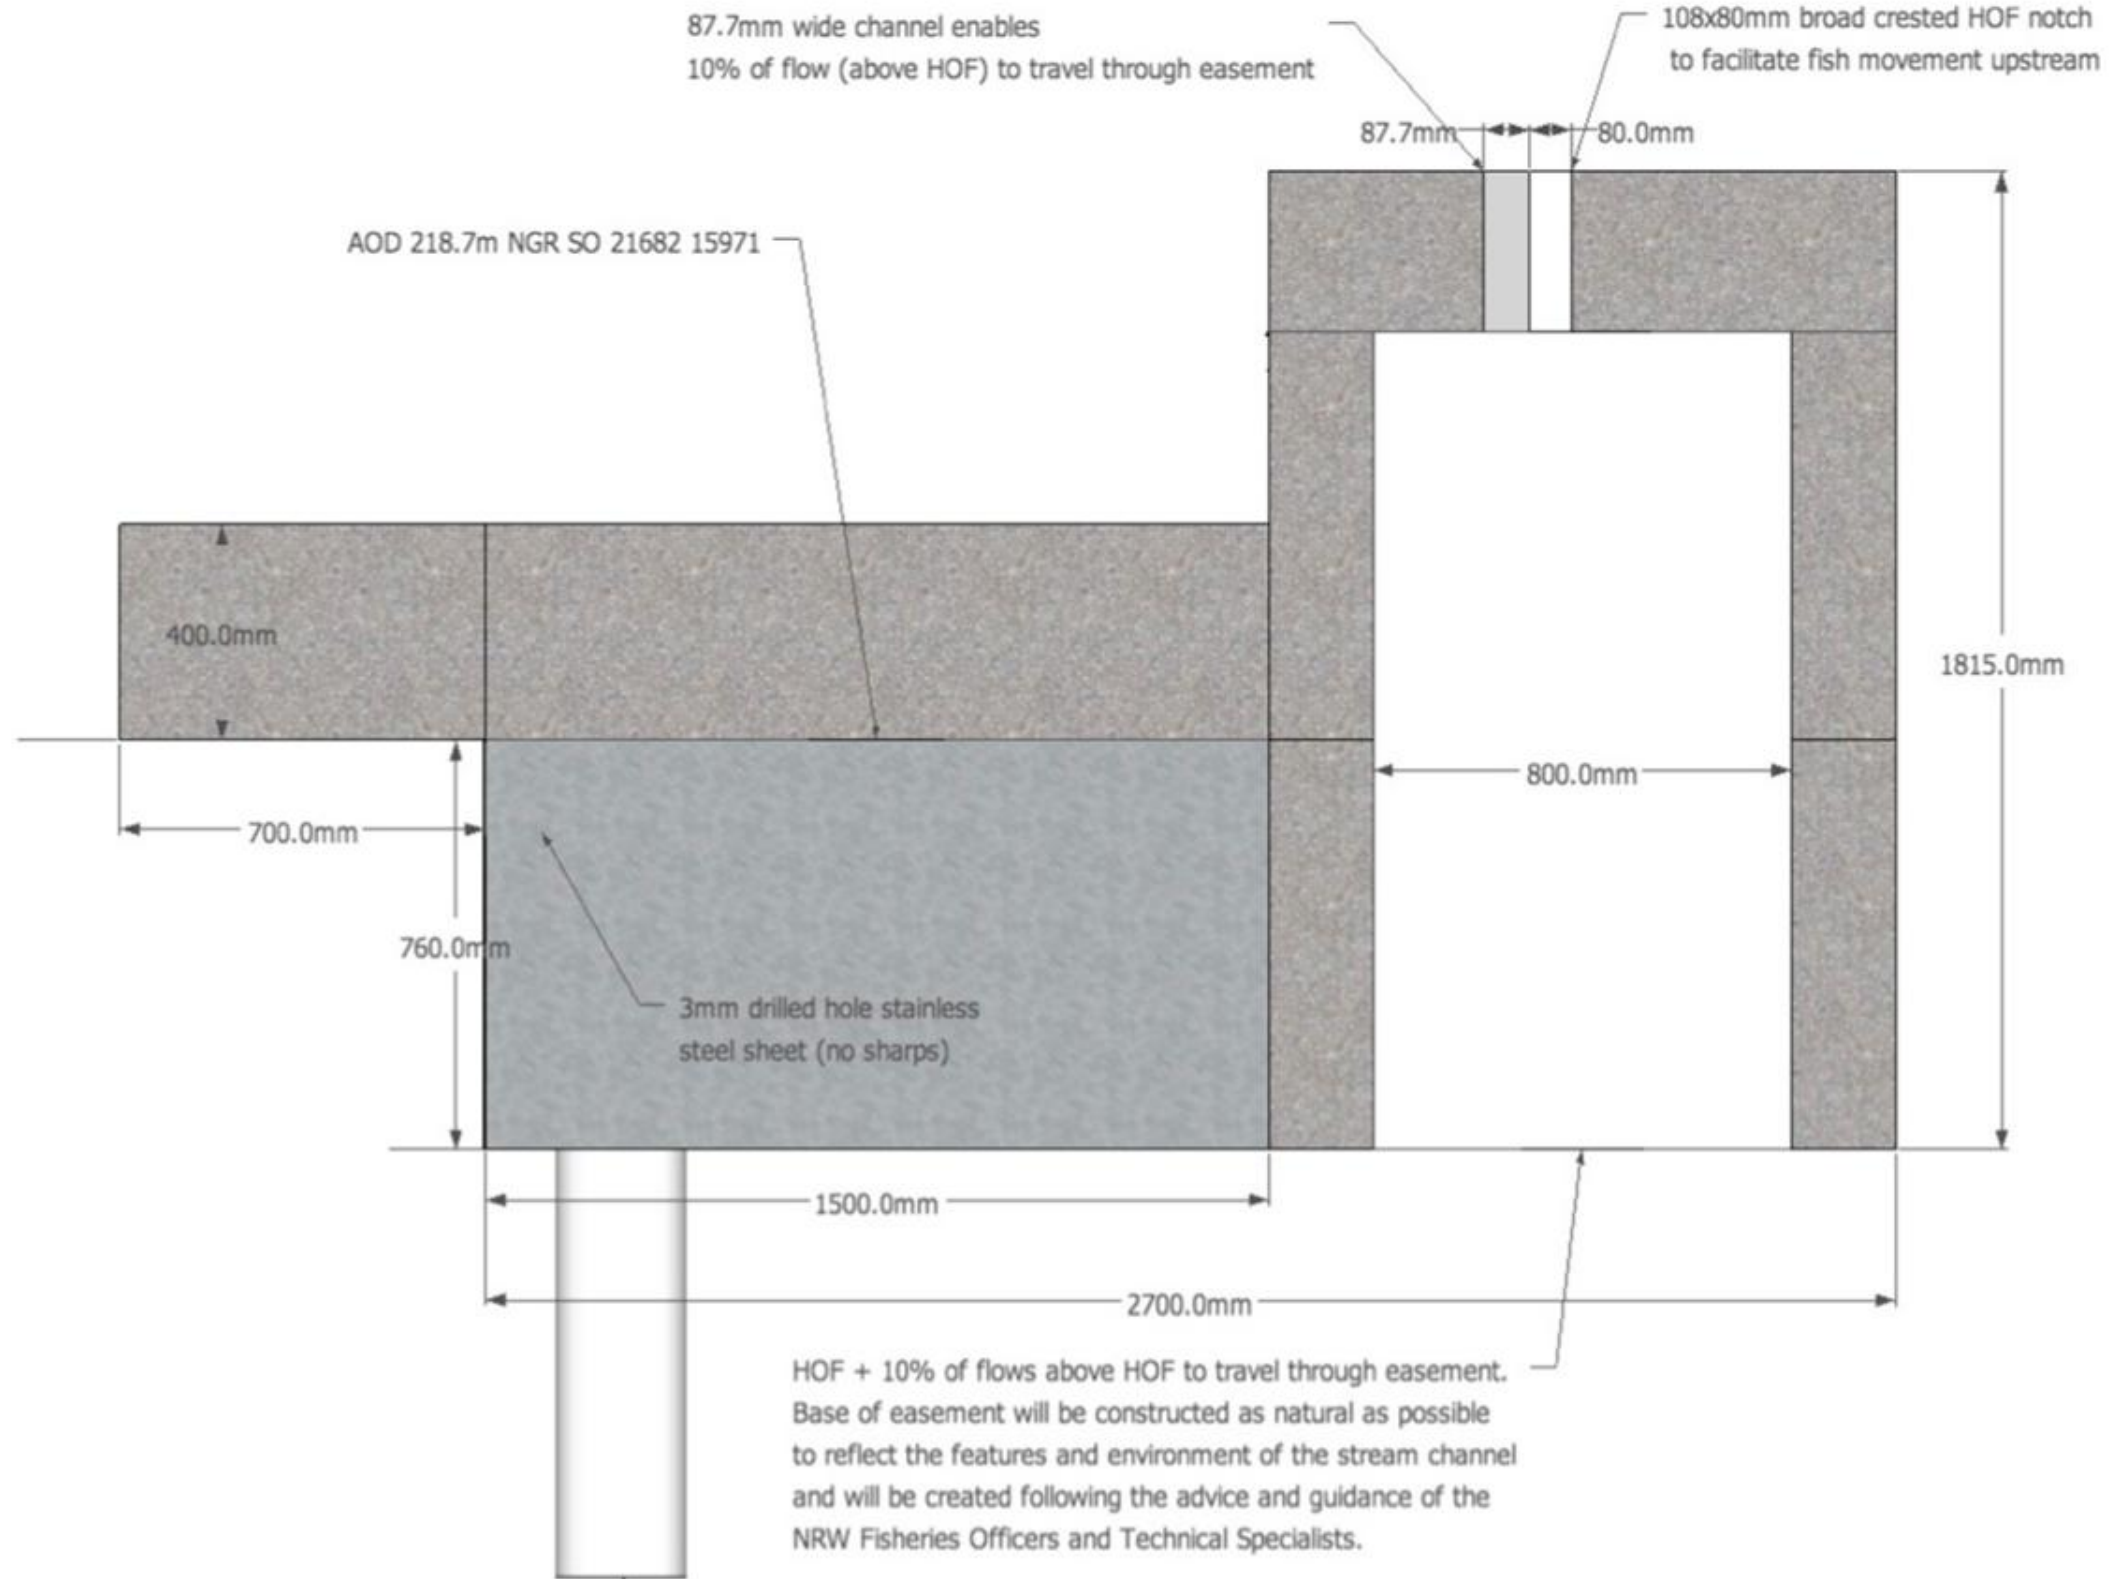 87.7mm wide channel enables
10% of flow (above HOF) to travel through easement
108x80mm broad crested HOF notch
to facilitate fish movement upstream
87.7mm
80.0mm
AOD 218.7m NGR SO 21682 15971
400.0mm
1815.0mm
800.0mm
700.0mm
760.0mm
3mm drilled hole stainless
steel sheet (no sharps)
1500.0mm
2700.0mm
HOF + 10% of flows above HOF to travel through easement.
Base of easement will be constructed as natural as possible
to reflect the features and environment of the stream channel
and will be created following the advice and guidance of the
NRW Fisheries Officers and Technical Specialists.